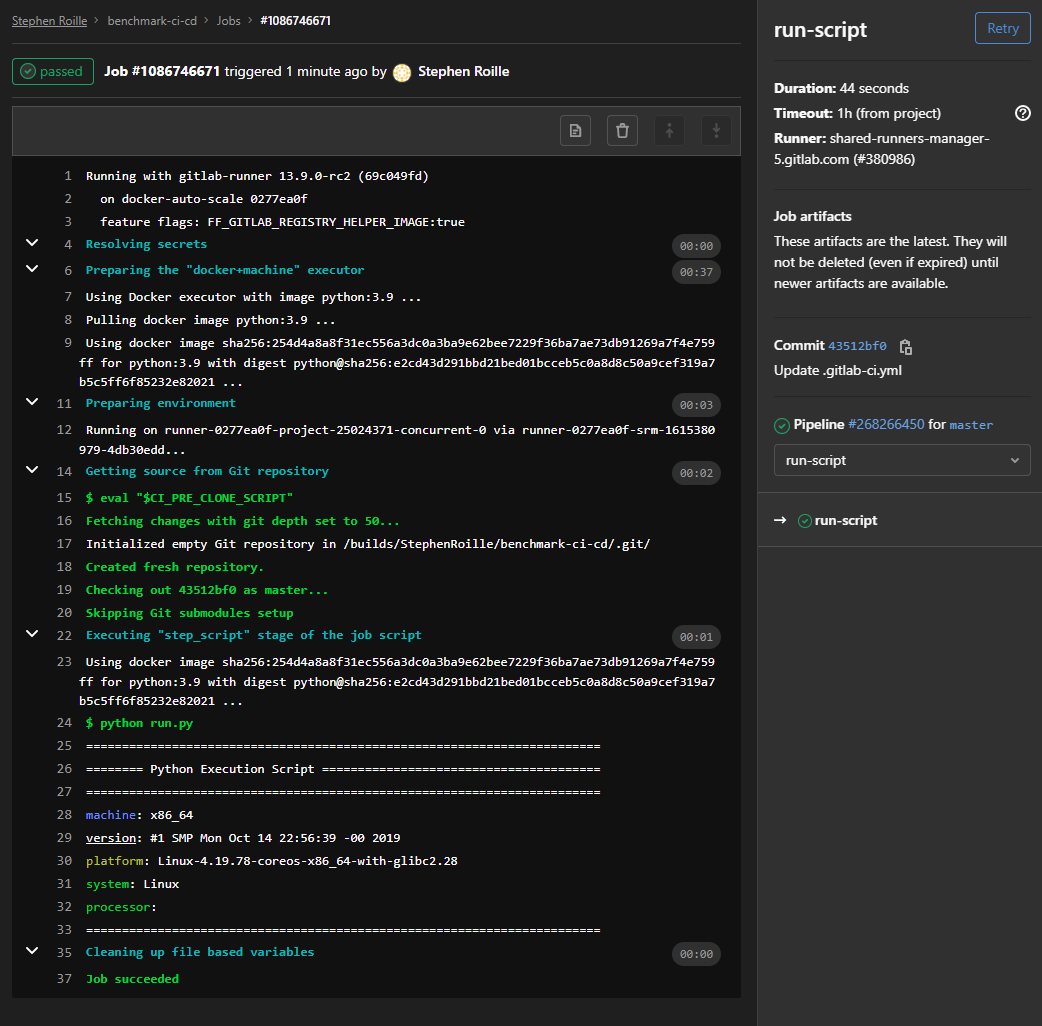 Stephen Roille > benchmark-ci-cd > Jobs > #1086746671
passed Job #1086746671 triggered 1 minute ago by Stephen Roille
1 Running with gitlab-runner 13.9.0-rc2 (69c049fd)
2 on docker-auto-scale 0277ea0f
3 feature flags: FF_GITLAB_REGISTRY_HELPER_IMAGE:true
4 Resolving secrets 00:00
6 Preparing the "docker+machine" executor 00:37
7 Using Docker executor with image python:3.9 ...
8 Pulling docker image python:3.9 ...
9 Using docker image sha256:254d4a8a8f31ec556a3dc0a3ba9e62bee7229f36ba7ae73db91269a7f4e759
ff for python:3.9 with digest python@sha256:e2cd43d291bbd21bed01bcceb5c0a8d8c50a9cef319a7
b5c5ff6f85232e82021 ...
11 Preparing environment 00:03
12 Running on runner-0277ea0f-project-25024371-concurrent-0 via runner-0277ea0f-srm-1615380
979-4db30edd...
14 Getting source from Git repository 00:02
15 $ eval "$CI_PRE_CLONE_SCRIPT"
16 Fetching changes with git depth set to 50...
17 Initialized empty Git repository in /builds/StephenRoille/benchmark-ci-cd/.git/
18 Created fresh repository.
19 Checking out 43512bf0 as master...
20 Skipping Git submodules setup
22 Executing "step_script" stage of the job script 00:01
23 Using docker image sha256:254d4a8a8f31ec556a3dc0a3ba9e62bee7229f36ba7ae73db91269a7f4e759
ff for python:3.9 with digest python@sha256:e2cd43d291bbd21bed01bcceb5c0a8d8c50a9cef319a7
b5c5ff6f85232e82021 ...
24 $ python run.py
25 ========================================================================
26 ======== Python Execution Script =======================================
27 ========================================================================
28 machine: x86_64
29 version: #1 SMP Mon Oct 14 22:56:39 -00 2019
30 platform: Linux-4.19.78-coreos-x86_64-with-glibc2.28
31 system: Linux
32 processor:
33 ========================================================================
35 Cleaning up file based variables 00:00
37 Job succeeded
run-script Retry
Duration: 44 seconds
Timeout: 1h (from project)
Runner: shared-runners-manager-
5.gitlab.com (#380986)
Job artifacts
These artifacts are the latest. They will
not be deleted (even if expired) until
newer artifacts are available.
Commit 43512bf0
Update .gitlab-ci.yml
Pipeline #268266450 for master
run-script
→ run-script